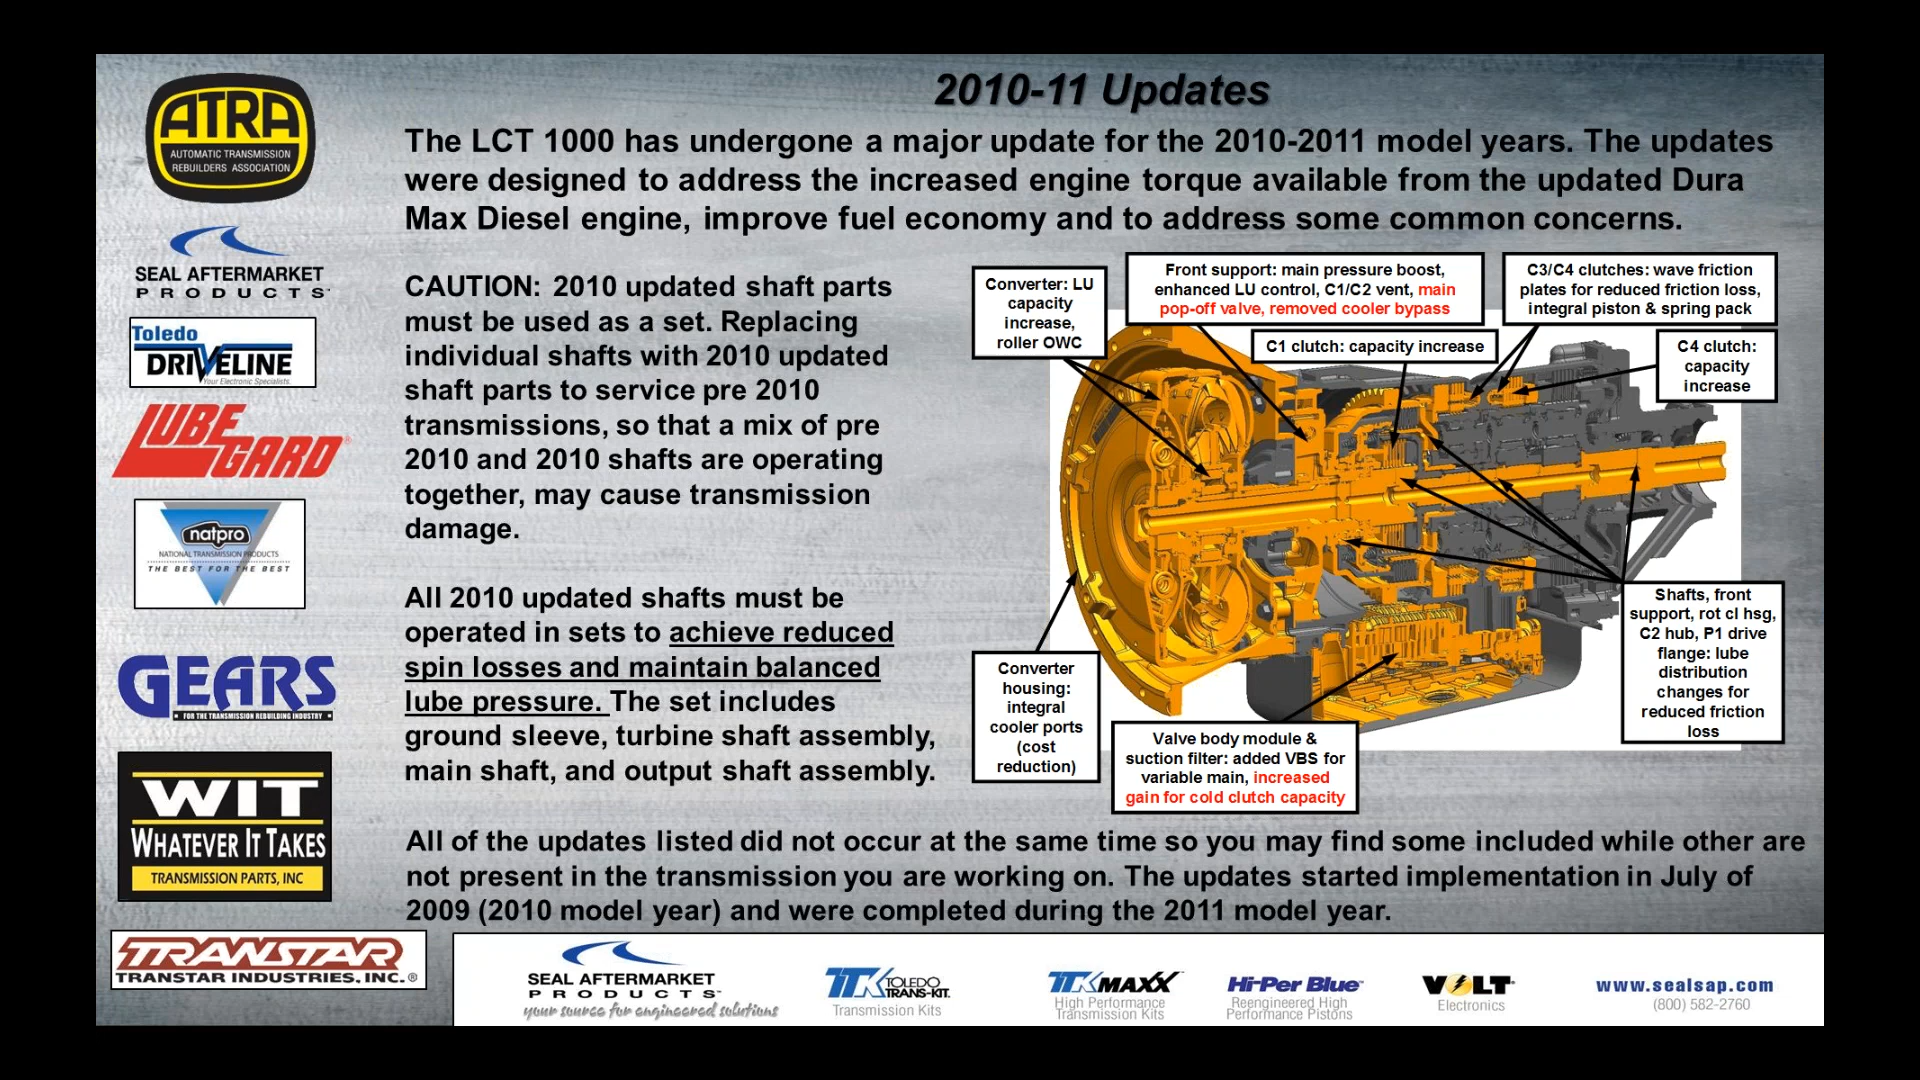 2010-11 Updates
The LCT 1000 has undergone a major update for the 2010-2011 model years. The updates
were designed to address the increased engine torque available from the updated Dura
Max Diesel engine, improve fuel economy and to address some common concerns.
CAUTION: 2010 updated shaft parts
must be used as a set. Replacing
individual shafts with 2010 updated
shaft parts to service pre 2010
transmissions, so that a mix of pre
2010 and 2010 shafts are operating
together, may cause transmission
damage.
All 2010 updated shafts must be
operated in sets to achieve reduced
spin losses and maintain balanced
lube pressure. The set includes
ground sleeve, turbine shaft assembly,
main shaft, and output shaft assembly.
Converter: LU
capacity
increase,
roller OWC
Front support: main pressure boost,
enhanced LU control, C1/C2 vent, main
pop-off valve, removed cooler bypass
C3/C4 clutches: wave friction
plates for reduced friction loss,
integral piston & spring pack
C1 clutch: capacity increase
C4 clutch:
capacity
increase
Converter
housing:
integral
cooler ports
(cost
reduction)
Valve body module &
suction filter: added VBS for
variable main, increased
gain for cold clutch capacity
Shafts, front
support, rot cl hsg,
C2 hub, P1 drive
flange: lube
distribution
changes for
reduced friction
loss
All of the updates listed did not occur at the same time so you may find some included while other are
not present in the transmission you are working on. The updates started implementation in July of
2009 (2010 model year) and were completed during the 2011 model year.
ATRA
AUTOMATIC TRANSMISSION
REBUILDERS ASSOCIATION
SEAL AFTERMARKET
PRODUCTS
Toledo
DRIVELINE
Your Electronic Specialists.
LUBE
GARD®
natpro
NATIONAL TRANSMISSION PRODUCTS
THE BEST FOR THE BEST
GEARS
FOR THE TRANSMISSION REBUILDING INDUSTRY
WIT
WHATEVER IT TAKES
TRANSMISSION PARTS, INC
TRANSTAR
TRANSTAR INDUSTRIES, INC.®
SEAL AFTERMARKET
PRODUCTS™
your source for engineered solutions
TTK TOLEDO
TRANS-KIT.
Transmission Kits
TTKMAXX
High Performance
Transmission Kits
Hi-Per Blue™
Reengineered High
Performance Pistons
VOLT
Electronics
www.sealsap.com
(800) 582-2760